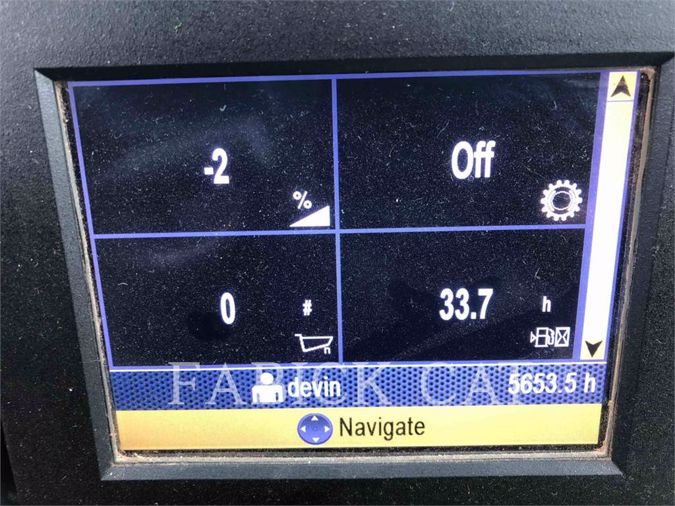 -2
%
Off
0
#
n
33.7 h
devin 5653.5 h
FABICK CAT
Navigate